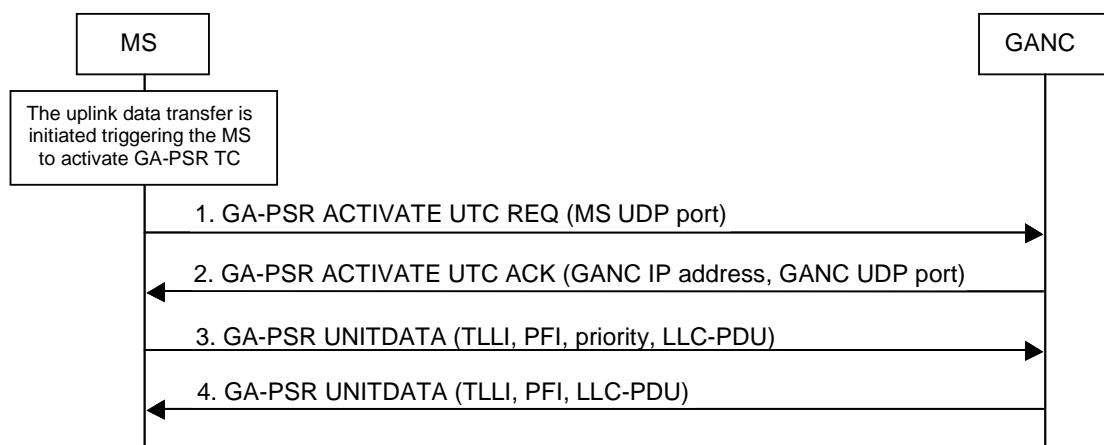 MS
GANC
The uplink data transfer is
initiated triggering the MS
to activate GA-PSR TC
1. GA-PSR ACTIVATE UTC REQ (MS UDP port)
2. GA-PSR ACTIVATE UTC ACK (GANC IP address, GANC UDP port)
3. GA-PSR UNITDATA (TLLI, PFI, priority, LLC-PDU)
4. GA-PSR UNITDATA (TLLI, PFI, LLC-PDU)